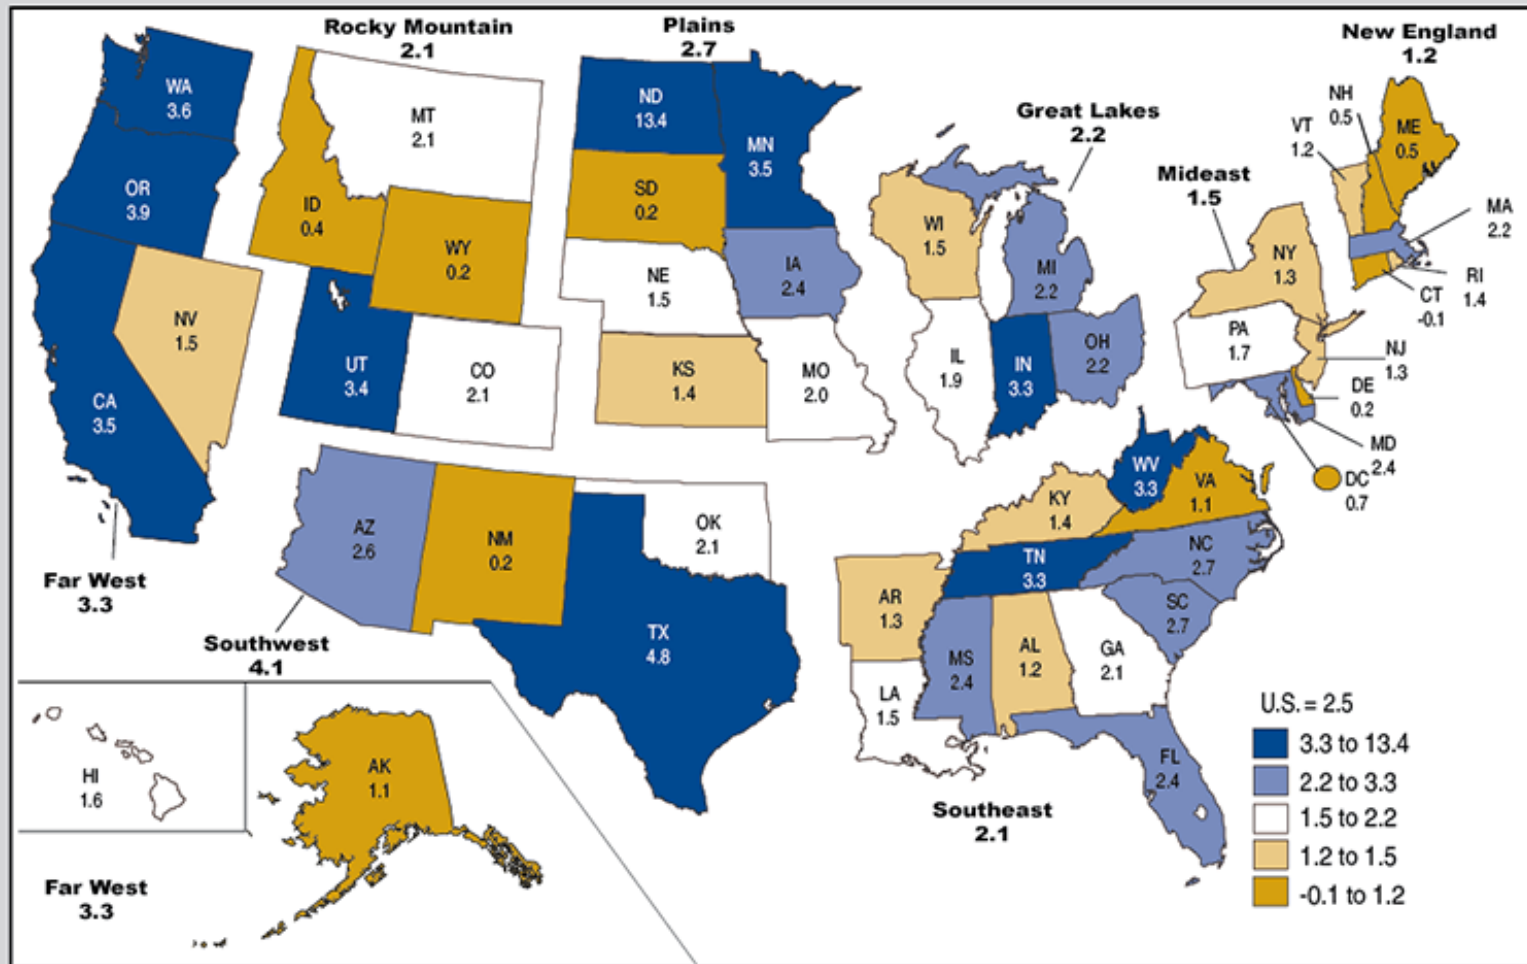 Rocky Mountain
2.1
Plains
2.7
New England
1.2
Great Lakes
2.2
Mideast
1.5
WA
3.6
OR
3.9
CA
3.5
NV
1.5
ID
0.4
MT
2.1
WY
0.2
UT
3.4
CO
2.1
ND
13.4
SD
0.2
NE
1.5
KS
1.4
MN
3.5
IA
2.4
MO
2.0
WI
1.5
MI
2.2
IL
1.9
IN
3.3
OH
2.2
NH
0.5
VT
1.2
ME
0.5
MA
2.2
RI
1.4
CT
-0.1
NY
1.3
PA
1.7
NJ
1.3
DE
0.2
MD
2.4
DC
0.7
AZ
2.6
NM
0.2
OK
2.1
TX
4.8
WV
3.3
VA
1.1
KY
1.4
TN
3.3
NC
2.7
SC
2.7
AR
1.3
LA
1.5
MS
2.4
AL
1.2
GA
2.1
FL
2.4
Far West
3.3
Southwest
4.1
Southeast
2.1
HI
1.6
AK
1.1
Far West
3.3
U.S. = 2.5
3.3 to 13.4
2.2 to 3.3
1.5 to 2.2
1.2 to 1.5
-0.1 to 1.2